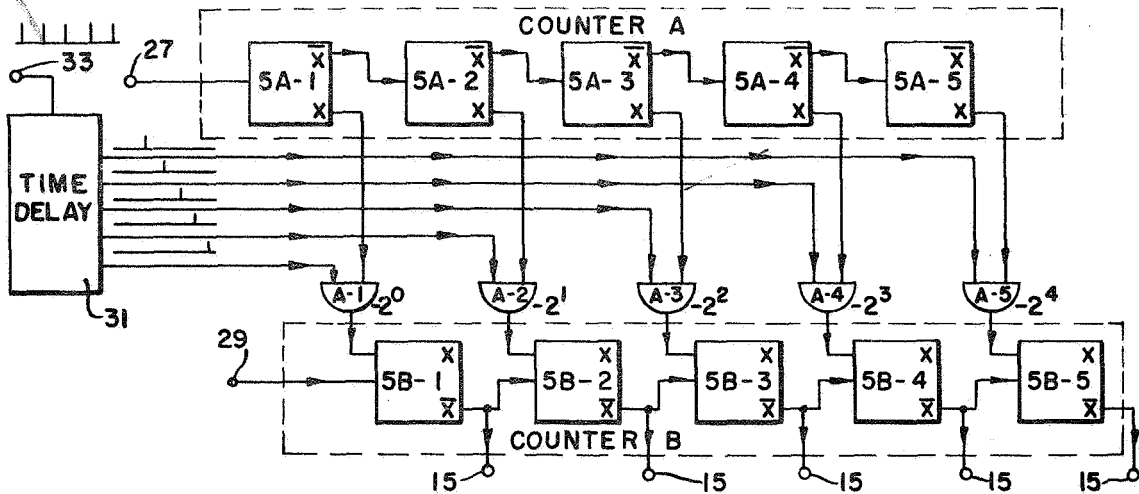 COUNTER A
33
27
X̅ X̅ X̅ X̅ X̅
5A-1 5A-2 5A-3 5A-4 5A-5
X X X X X
TIME
DELAY
31
A-1 -2⁰ A-2 -2¹ A-3 -2² A-4 -2³ A-5 -2⁴
29
X X X X X
5B-1 5B-2 5B-3 5B-4 5B-5
X̅ X̅ X̅ X̅ X̅
COUNTER B
15 15 15 15 15